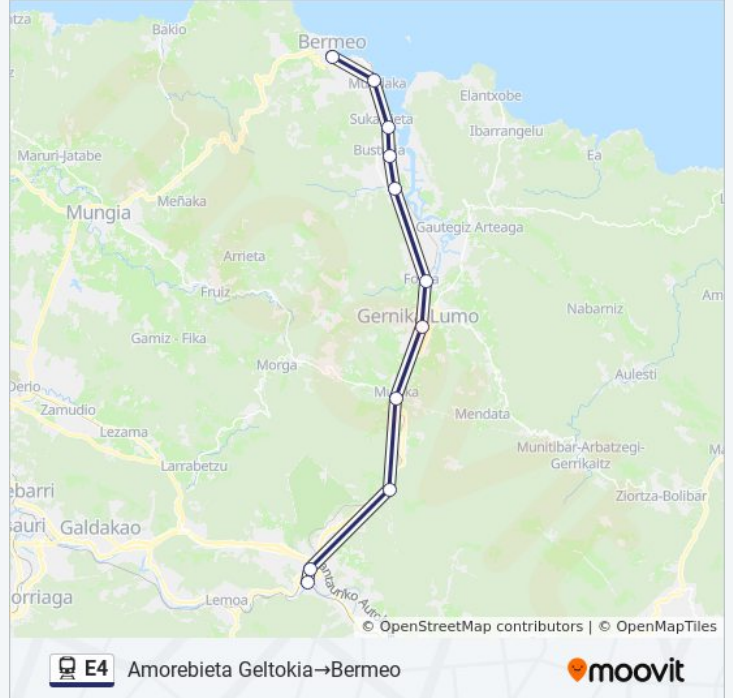 Bakio
Bermeo
Elantxobe
Ibarrangelu
Ea
Maruri-Jatabe
Meñaka
Mungia
Gautegiz Arteaga
Arrieta
Fruiz
Nabarniz
Gernika-Lumo
Gamiz - Fika
Morga
Aulesti
Zamudio
Mendata
Lezama
Larrabetzu
Munitibar-Arbatzegi-
Gerrikaitz
Ziortza-Bolibar
Galdakao
Lemoa
© OpenStreetMap contributors | © OpenMapTiles
E4 Amorebieta Geltokia→Bermeo
moovit